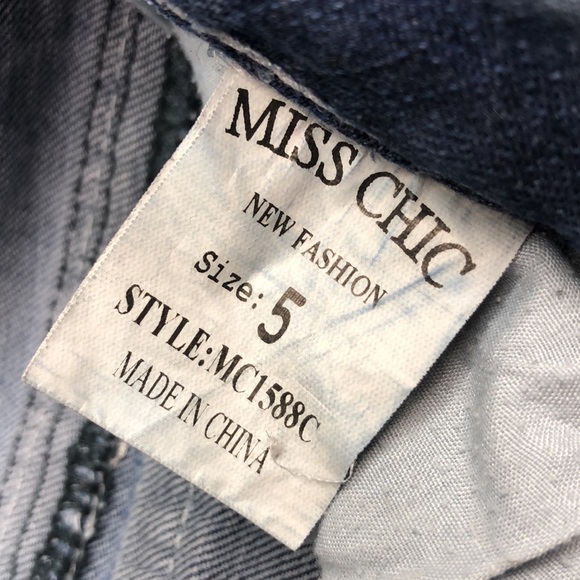 MISS CHIC
NEW FASHION
Size: 5
STYLE:MC1588C
MADE IN CHINA